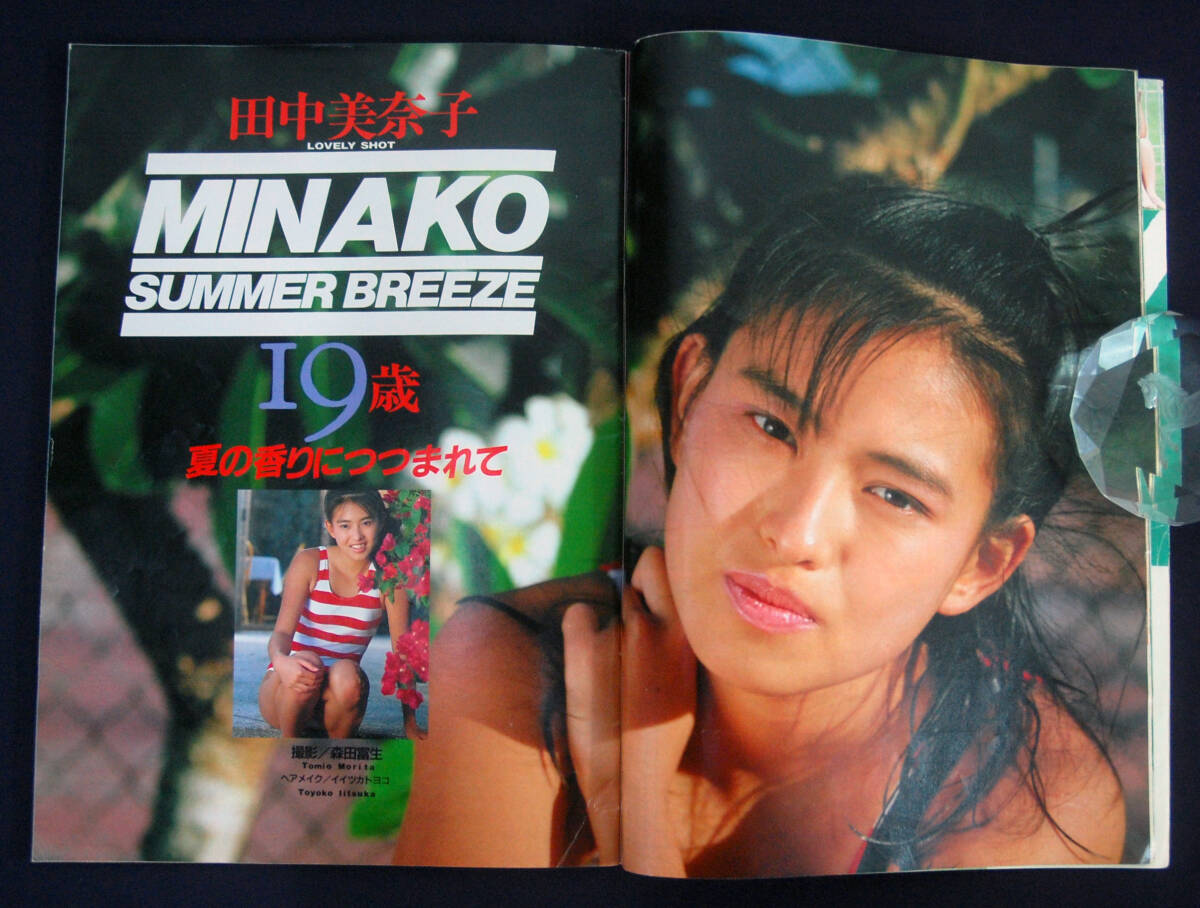 田中美奈子
LOVELY SHOT
MINAKO
SUMMER BREEZE
19歳
夏の香りにつつまれて
撮影／森田富生
Tomio Morita
ヘアメイク／イイツカトヨコ
Toyoko Iitsuka